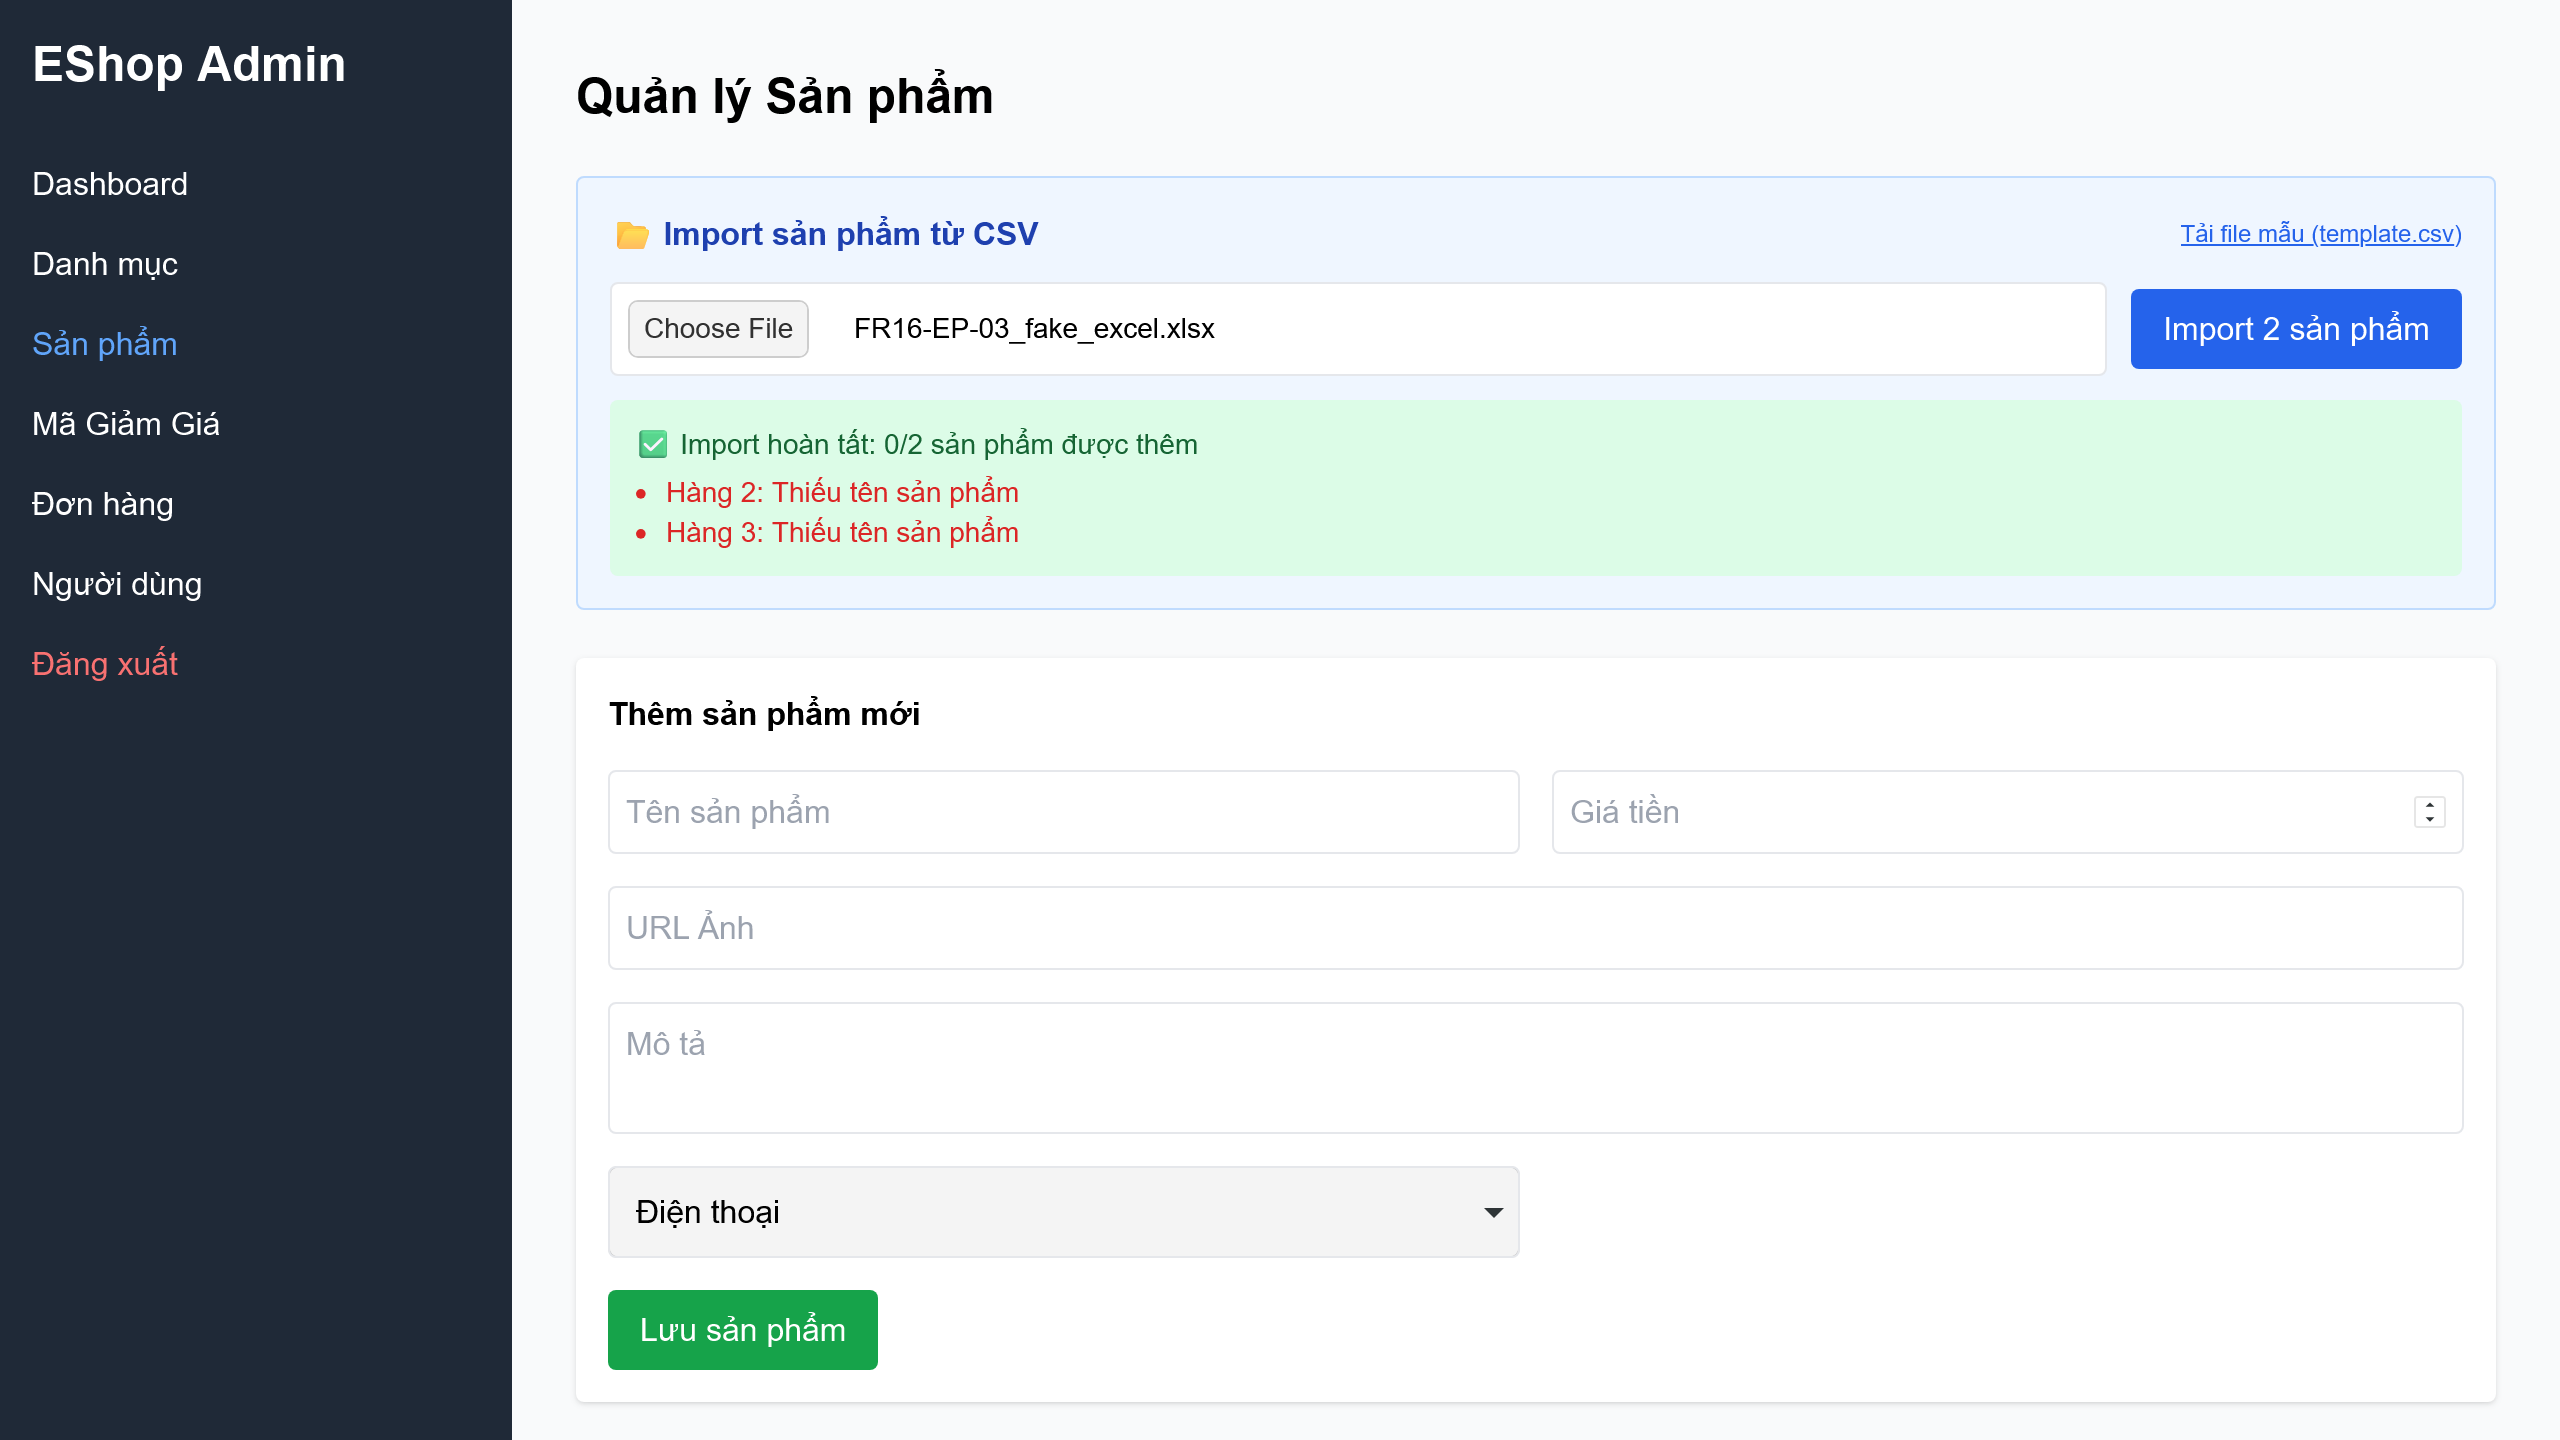 EShop Admin
Dashboard
Danh mục
Sản phẩm
Mã Giảm Giá
Đơn hàng
Người dùng
Đăng xuất
Quản lý Sản phẩm
Import sản phẩm từ CSV
Tải file mẫu (template.csv)
Choose File FR16-EP-03_fake_excel.xlsx
Import 2 sản phẩm
Import hoàn tất: 0/2 sản phẩm được thêm
Hàng 2: Thiếu tên sản phẩm
Hàng 3: Thiếu tên sản phẩm
Thêm sản phẩm mới
Tên sản phẩm
Giá tiền
URL Ảnh
Mô tả
Điện thoại
Lưu sản phẩm